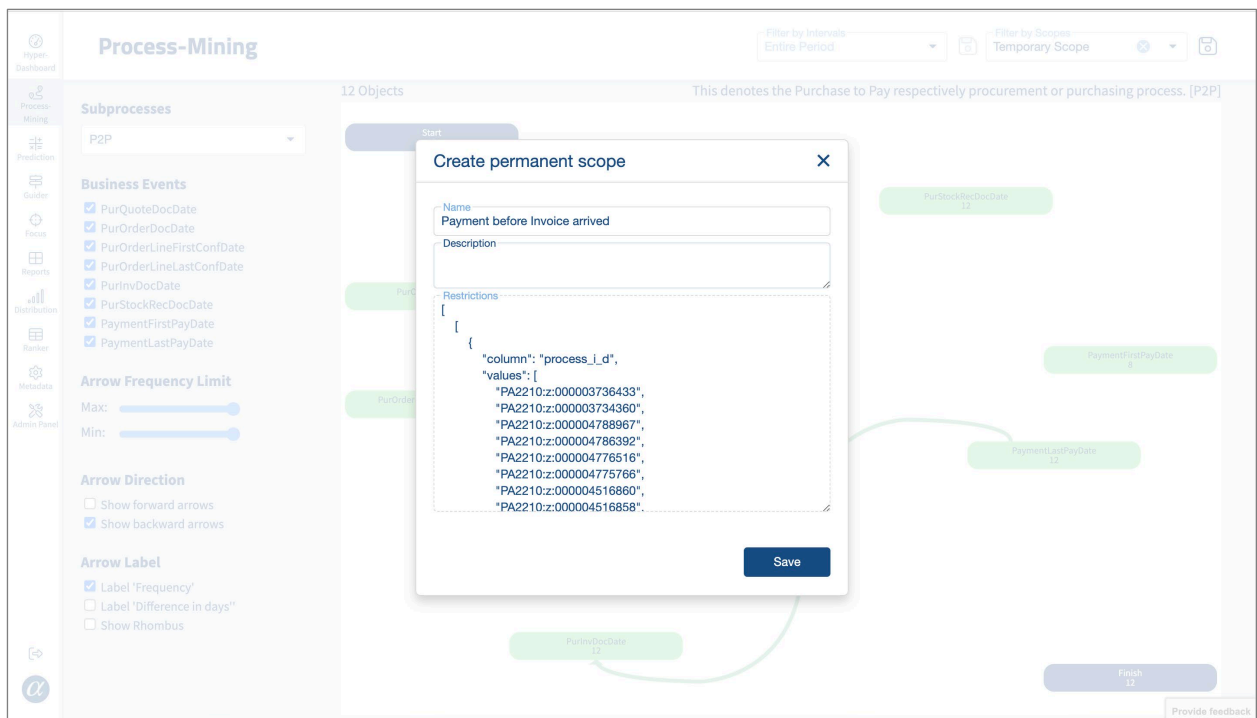 Hyper-
Dashboard
Process-
Mining
Prediction
Guider
Focus
Reports
Distribution
Ranker
Metadata
Admin Panel
α
Process-Mining
Filter by Intervals
Entire Period
Filter by Scopes
Temporary Scope
Subprocesses
P2P
Business Events
PurQuoteDocDate
PurOrderDocDate
PurOrderLineFirstConfDate
PurOrderLineLastConfDate
PurInvDocDate
PurStockRecDocDate
PaymentFirstPayDate
PaymentLastPayDate
Arrow Frequency Limit
Max:
Min:
Arrow Direction
Show forward arrows
Show backward arrows
Arrow Label
Label 'Frequency'
Label 'Difference in days''
Show Rhombus
12 Objects
This denotes the Purchase to Pay respectively procurement or purchasing process. [P2P]
Start
PurStockRecDocDate
12
PurO
PaymentFirstPayDate
PurOrder
PaymentLastPayDate
12
PurInvDocDate
12
Finish
12
Create permanent scope
Name
Payment before Invoice arrived
Description
Restrictions
[
[
{
"column": "process_i_d",
"values": [
"PA2210:z:000003736433",
"PA2210:z:000003734360",
"PA2210:z:000004788967",
"PA2210:z:000004786392",
"PA2210:z:000004776516",
"PA2210:z:000004775766",
"PA2210:z:000004516860",
"PA2210:z:000004516858",
Save
Provide feedback